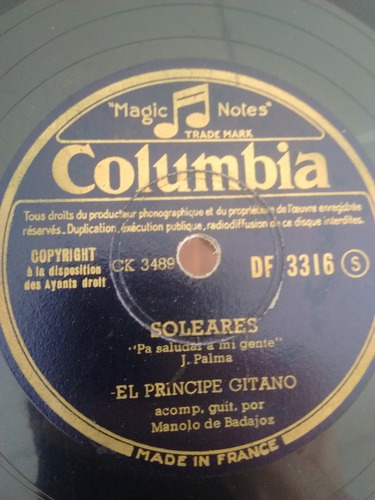 "Magic Notes"
TRADE MARK
Columbia
Tous droits du producteur phonographique et du propriétaire de l'œuvre enregistrée
réservés. Duplication, éxécution publique, radiodiffusion de ce disque interdites.
COPYRIGHT
à la disposition
des Ayants droit
CK 3489
DF 3316 S
SOLEARES
"Pa saludar a mi gente"
J. Palma
EL PRiNCIPE GITANO
acomp. guit. por
Manolo de Badajoz
MADE IN FRANCE